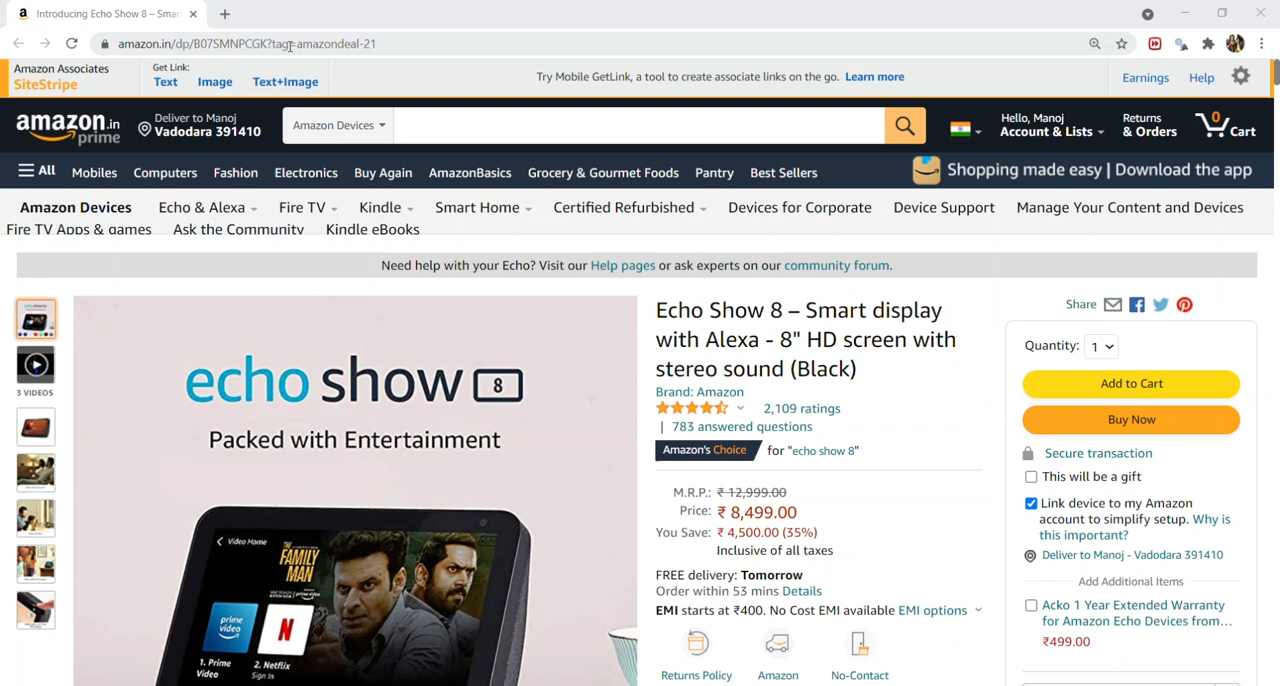 Introducing Echo Show 8 – Smar
amazon.in/dp/B07SMNPCGK?tag=amazondeal-21
Amazon Associates
SiteStripe
Get Link:
Text Image Text+Image
Try Mobile GetLink, a tool to create associate links on the go. Learn more
Earnings Help
amazon.in
prime
Deliver to Manoj
Vadodara 391410
Amazon Devices
Hello, Manoj
Account & Lists
Returns
& Orders
0
Cart
All Mobiles Computers Fashion Electronics Buy Again AmazonBasics Grocery & Gourmet Foods Pantry Best Sellers
Shopping made easy | Download the app
Amazon Devices Echo & Alexa Fire TV Kindle Smart Home Certified Refurbished Devices for Corporate Device Support Manage Your Content and Devices
Fire TV Apps & games Ask the Community Kindle eBooks
Need help with your Echo? Visit our Help pages or ask experts on our community forum.
3 VIDEOS
echo show 8
Packed with Entertainment
Video Home
THE FAMILY MAN
prime video
N
1. Prime Video
2. Netflix
Sign In
Echo Show 8 – Smart display
with Alexa - 8" HD screen with
stereo sound (Black)
Brand: Amazon
2,109 ratings
| 783 answered questions
Amazon's Choice for "echo show 8"
M.R.P.: ₹ 12,999.00
Price: ₹ 8,499.00
You Save: ₹ 4,500.00 (35%)
Inclusive of all taxes
FREE delivery: Tomorrow
Order within 53 mins Details
EMI starts at ₹400. No Cost EMI available EMI options
Returns Policy Amazon No-Contact
Share
Quantity: 1
Add to Cart
Buy Now
Secure transaction
This will be a gift
Link device to my Amazon
account to simplify setup. Why is
this important?
Deliver to Manoj - Vadodara 391410
Add Additional Items
Acko 1 Year Extended Warranty
for Amazon Echo Devices from...
₹499.00